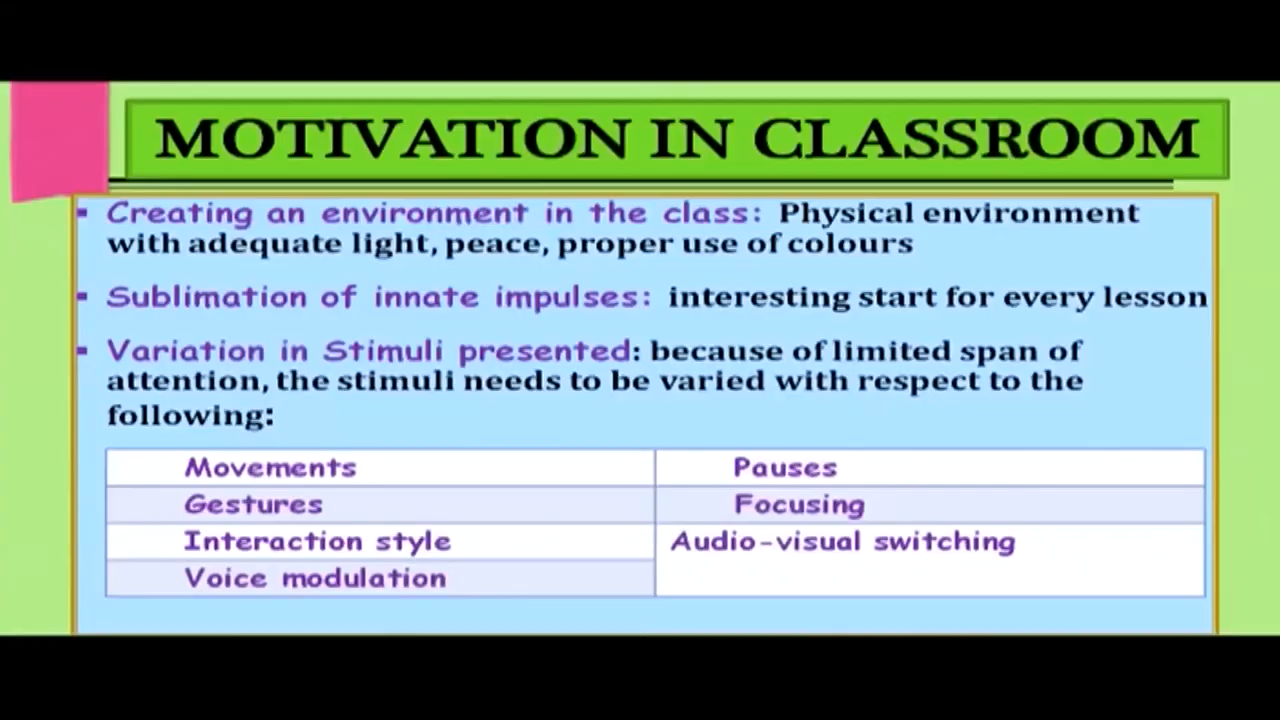 MOTIVATION IN CLASSROOM
▪ Creating an environment in the class: Physical environment
with adequate light, peace, proper use of colours
▪ Sublimation of innate impulses: interesting start for every lesson
▪ Variation in Stimuli presented: because of limited span of
attention, the stimuli needs to be varied with respect to the
following:
Movements Pauses
Gestures Focusing
Interaction style Audio-visual switching
Voice modulation